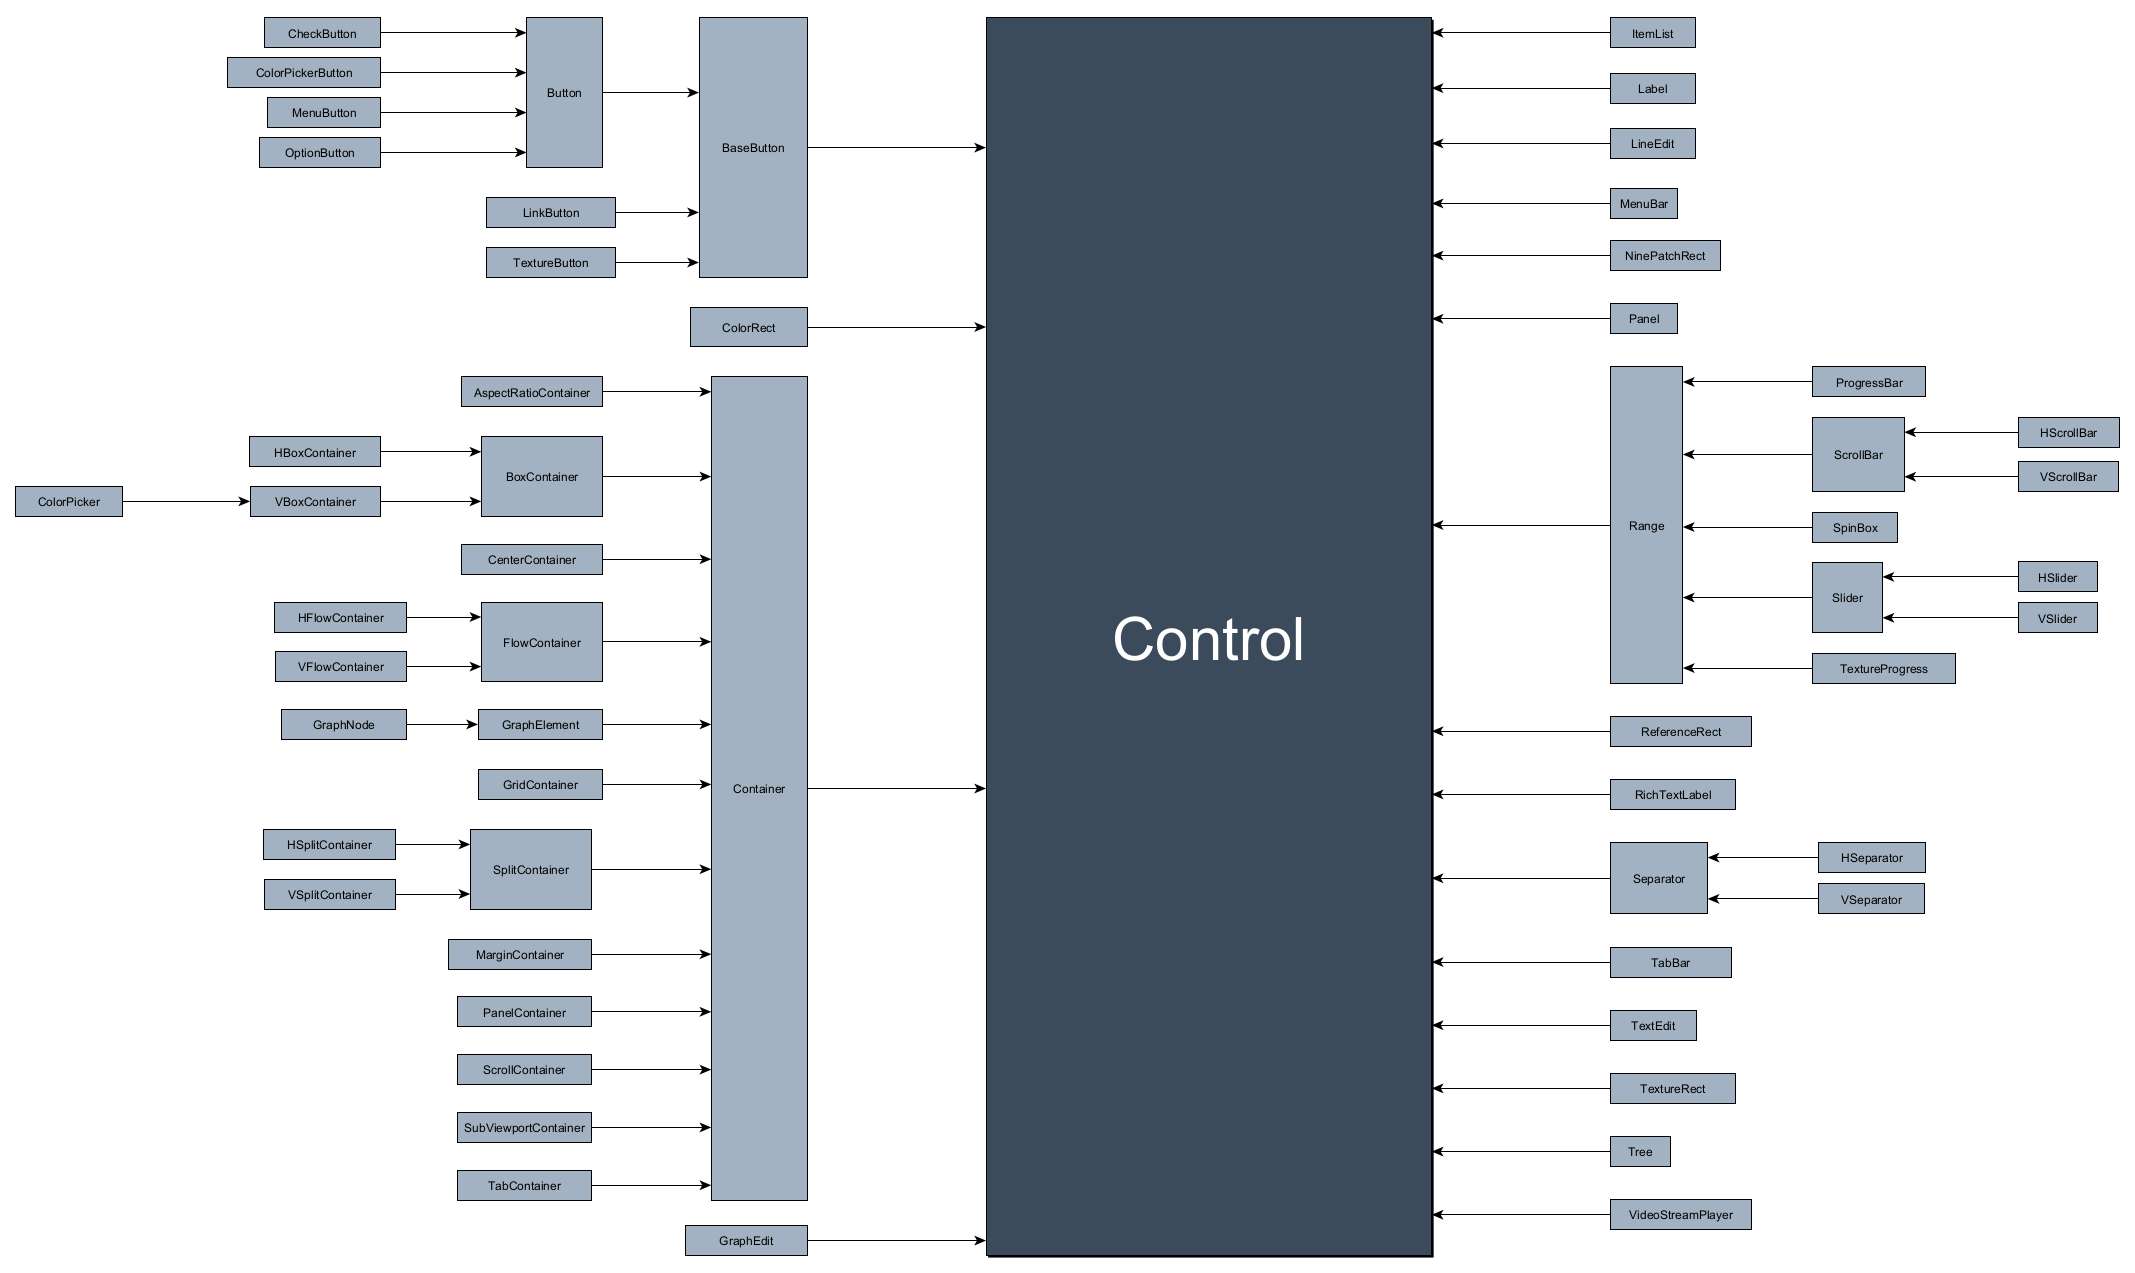 CheckButton
ColorPickerButton
MenuButton
OptionButton
Button
LinkButton
TextureButton
BaseButton
ColorRect
AspectRatioContainer
HBoxContainer
ColorPicker
VBoxContainer
BoxContainer
CenterContainer
HFlowContainer
VFlowContainer
FlowContainer
GraphNode
GraphElement
GridContainer
HSplitContainer
VSplitContainer
SplitContainer
MarginContainer
PanelContainer
ScrollContainer
SubViewportContainer
TabContainer
Container
GraphEdit
Control
ItemList
Label
LineEdit
MenuBar
NinePatchRect
Panel
Range
ProgressBar
ScrollBar
HScrollBar
VScrollBar
SpinBox
Slider
HSlider
VSlider
TextureProgress
ReferenceRect
RichTextLabel
Separator
HSeparator
VSeparator
TabBar
TextEdit
TextureRect
Tree
VideoStreamPlayer